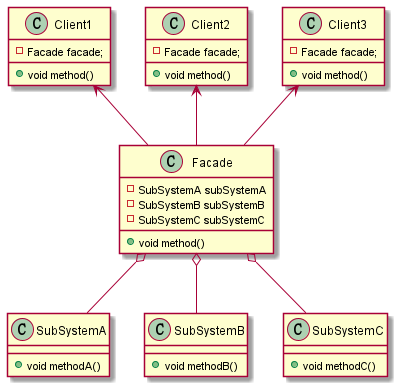 C Client1
Facade facade;
void method()
C Client2
Facade facade;
void method()
C Client3
Facade facade;
void method()
C Facade
SubSystemA subSystemA
SubSystemB subSystemB
SubSystemC subSystemC
void method()
C SubSystemA
void methodA()
C SubSystemB
void methodB()
C SubSystemC
void methodC()